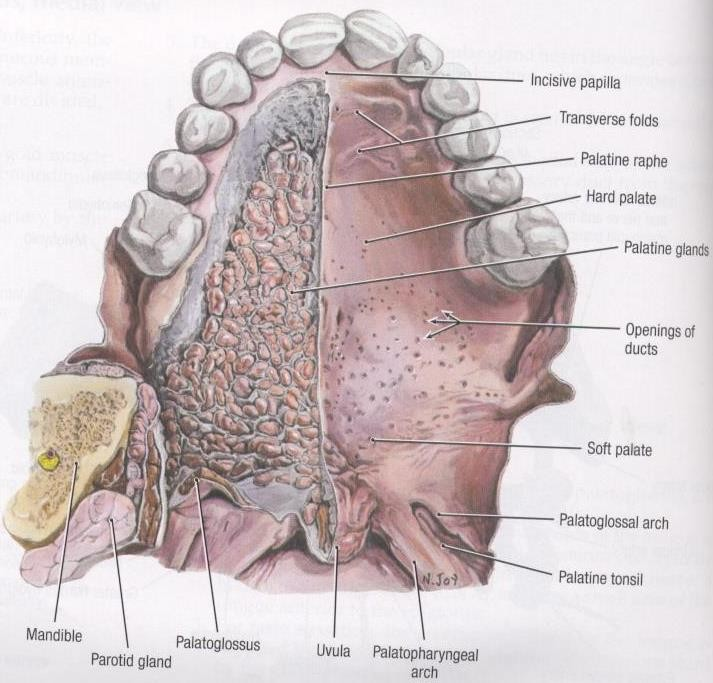 Incisive papilla
Transverse folds
Palatine raphe
Hard palate
Palatine glands
Openings of
ducts
Soft palate
Palatoglossal arch
Palatine tonsil
N. Joy
Mandible
Parotid gland
Palatoglossus
Uvula
Palatopharyngeal
arch